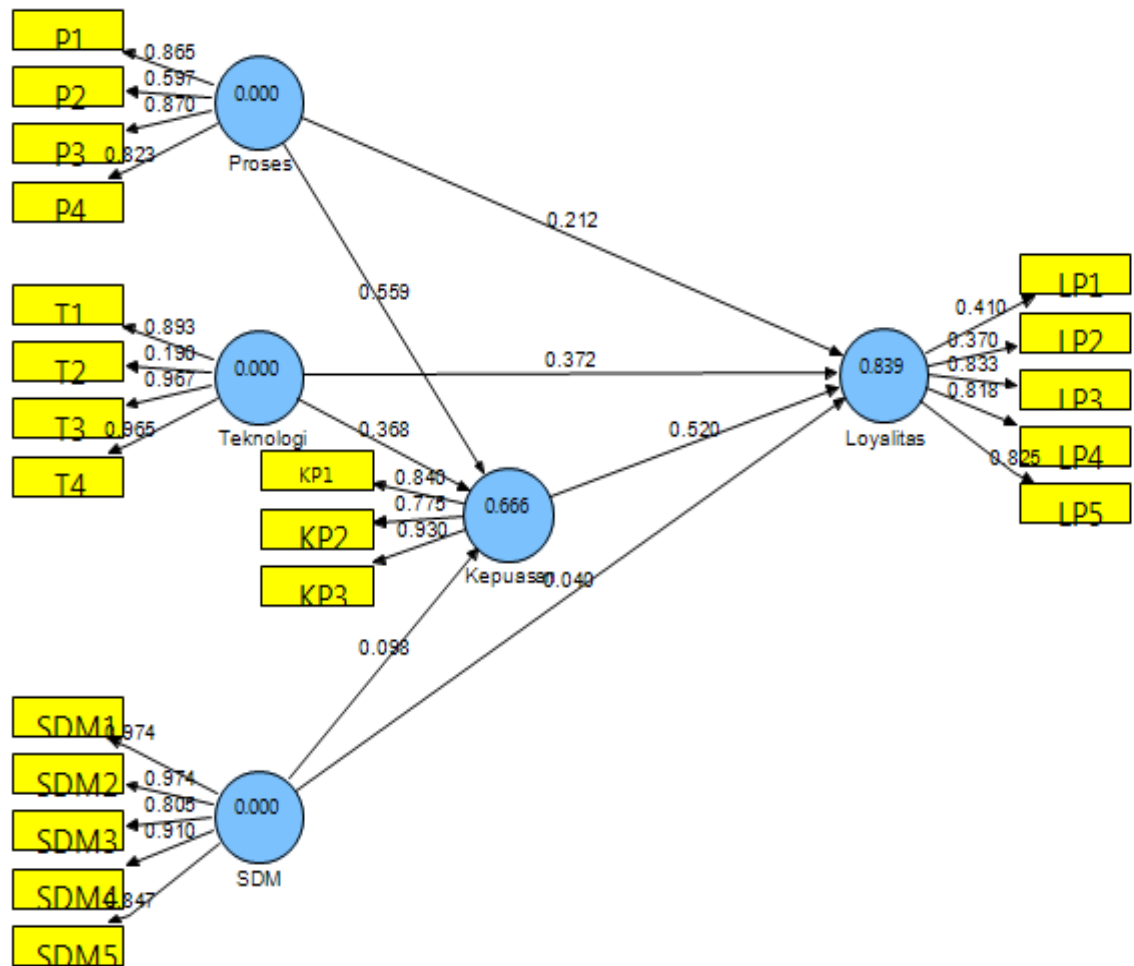 P1
0.865
P2
0.597
P3
0.870
P4
0.823
0.000
Proses
0.212
0.559
T1
0.893
T2
0.190
T3
0.967
T4
0.965
0.000
Teknologi
0.372
0.368
KP1
0.840
KP2
0.775
KP3
0.930
0.666
Kepuasan
0.520
0.040
0.098
SDM1
0.974
SDM2
0.974
SDM3
0.805
SDM4
0.910
SDM5
0.847
0.000
SDM
0.839
Loyalitas
LP1
0.410
LP2
0.370
LP3
0.833
LP4
0.818
LP5
0.825